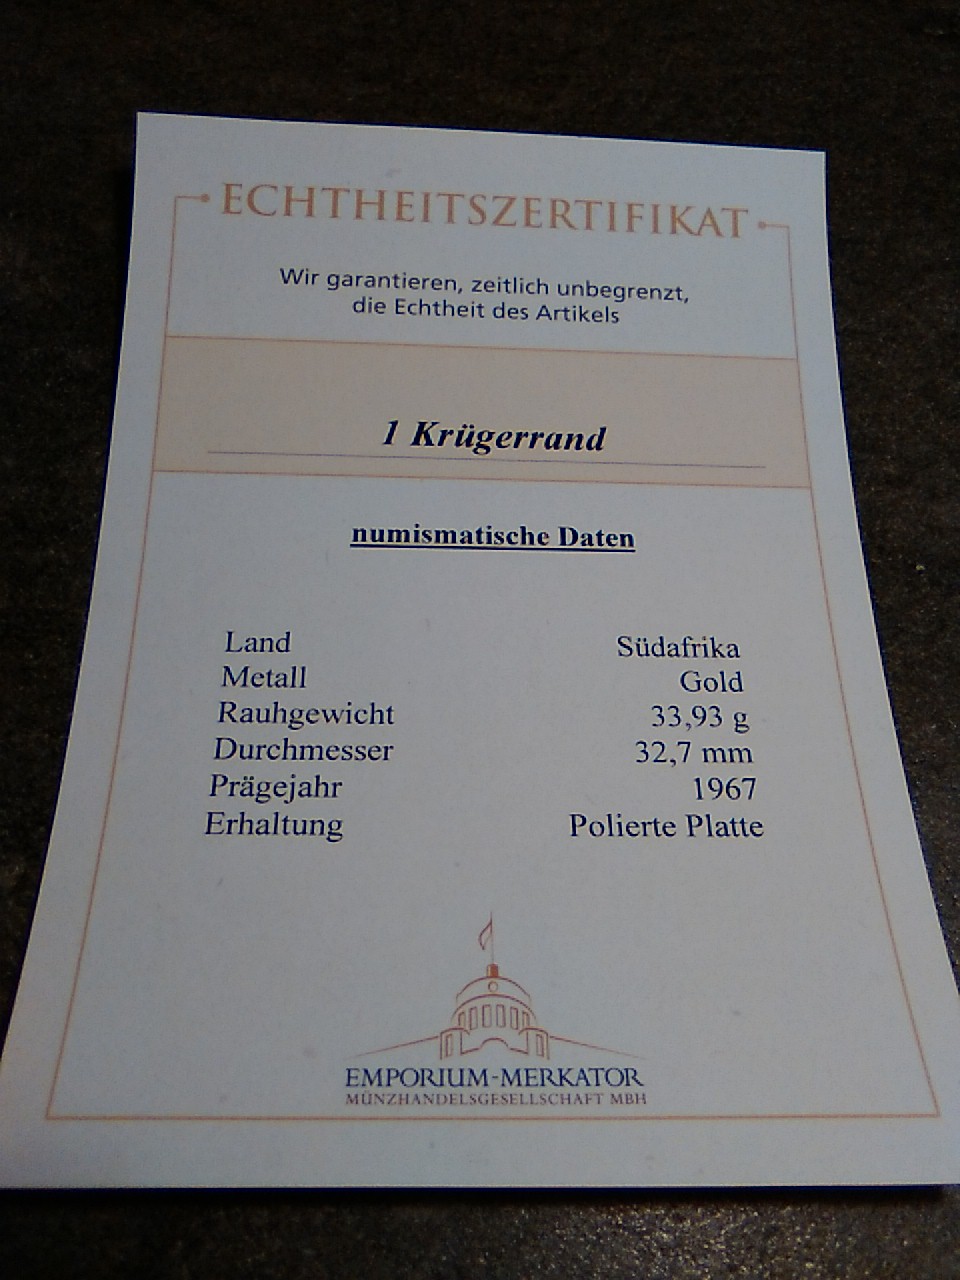 ECHTHEITSZERTIFIKAT
Wir garantieren, zeitlich unbegrenzt,
die Echtheit des Artikels
1 Krügerrand
numismatische Daten
Land Südafrika
Metall Gold
Rauhgewicht 33,93 g
Durchmesser 32,7 mm
Prägejahr 1967
Erhaltung Polierte Platte
EMPORIUM-MERKATOR
MÜNZHANDELSGESELLSCHAFT MBH